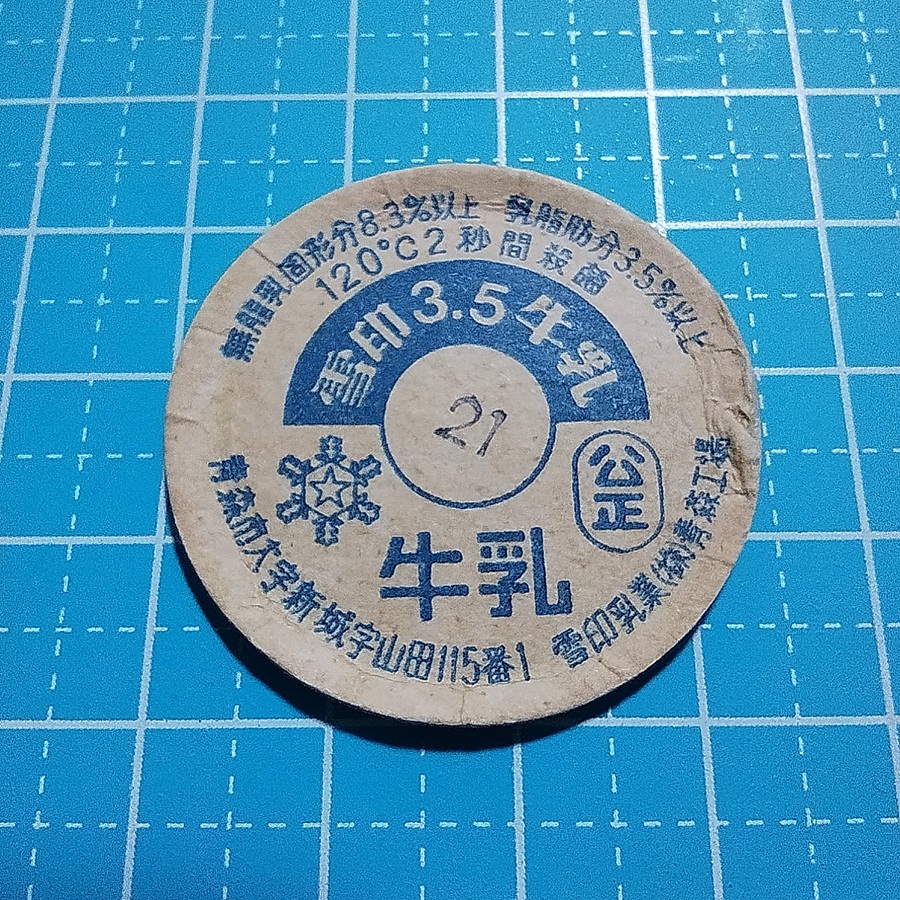 無脂乳固形分8.3%以上 乳脂肪分3.5%以上
120°C2秒間殺菌
雪印3.5牛乳
21
公正
牛乳
青森市大字新城字山田115番1 雪印乳業(株)青森工場